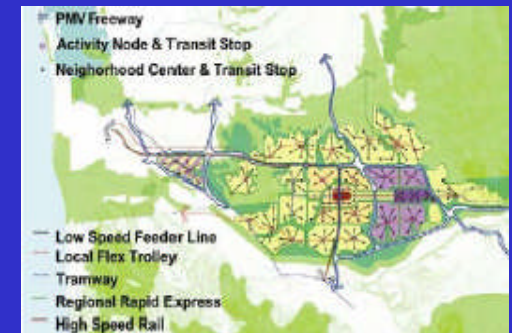 PMV Freeway
Activity Node & Transit Stop
Neighorhood Center & Transit Stop
Low Speed Feeder Line
Local Flex Trolley
Tramway
Regional Rapid Express
High Speed Rail